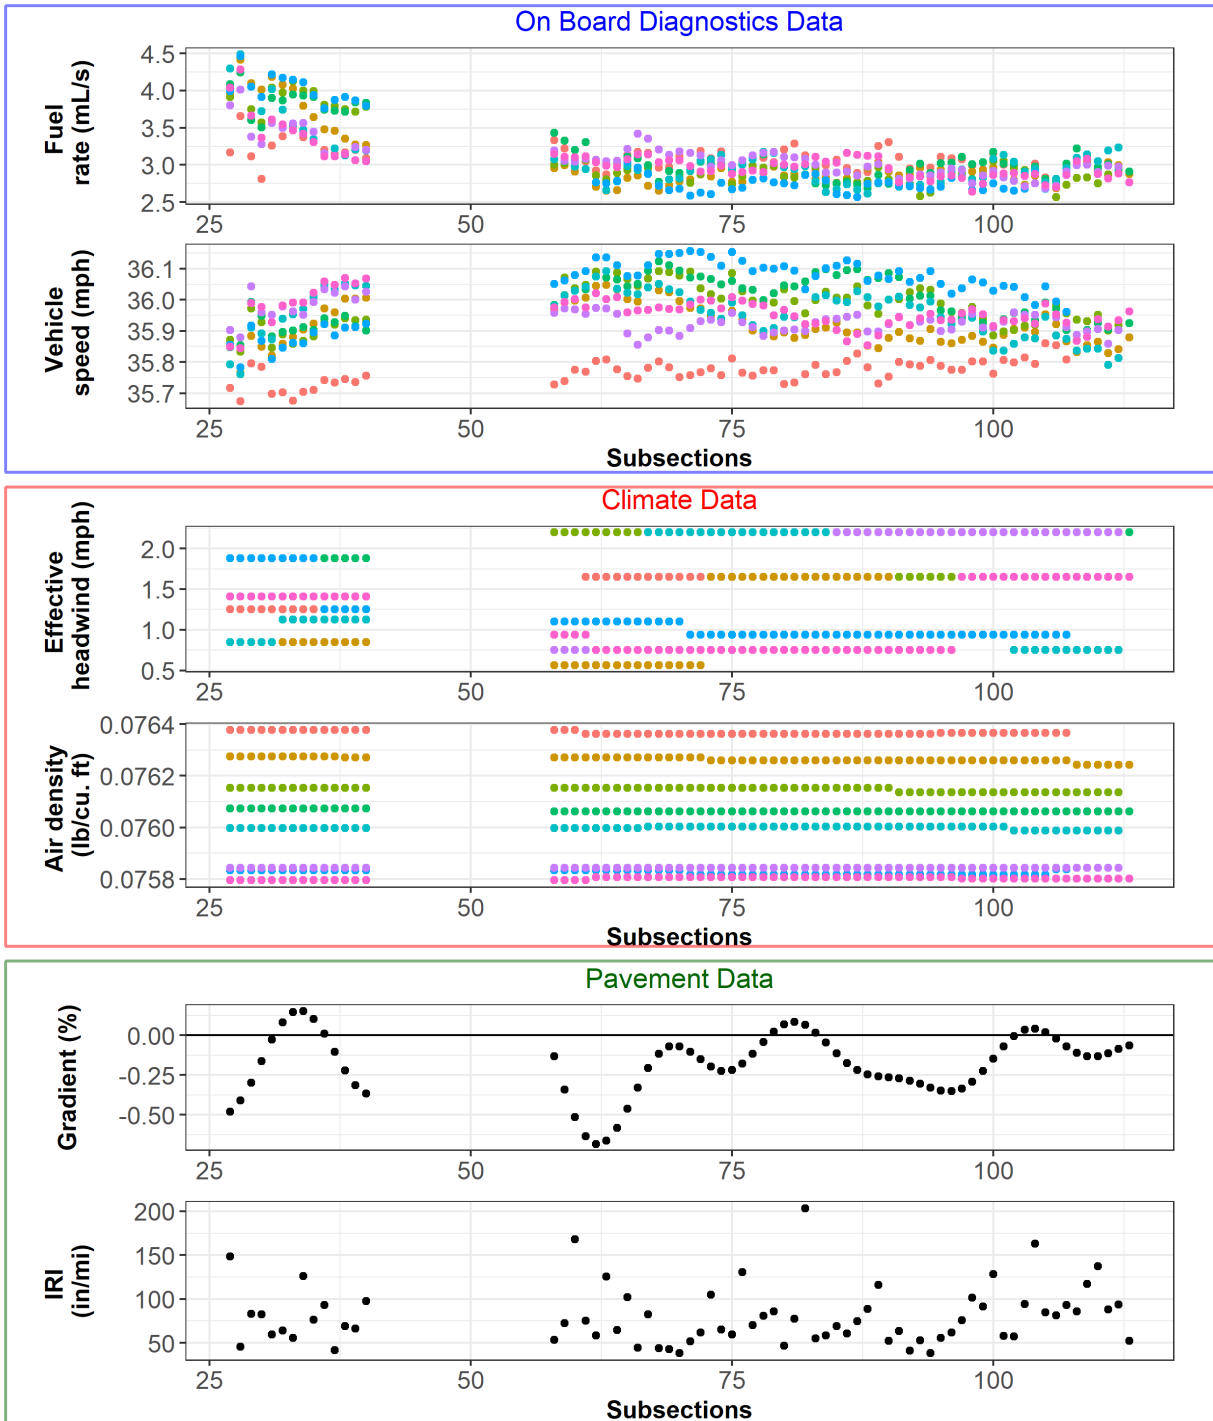 On Board Diagnostics Data
Fuel
rate (mL/s)
4.5
4.0
3.5
3.0
2.5
25 50 75 100
Vehicle
speed (mph)
36.1
36.0
35.9
35.8
35.7
25 50 75 100
Subsections
Climate Data
Effective
headwind (mph)
2.0
1.5
1.0
0.5
25 50 75 100
Air density
(lb/cu. ft)
0.0764
0.0762
0.0760
0.0758
25 50 75 100
Subsections
Pavement Data
Gradient (%)
0.00
-0.25
-0.50
25 50 75 100
IRI
(in/mi)
200
150
100
50
25 50 75 100
Subsections